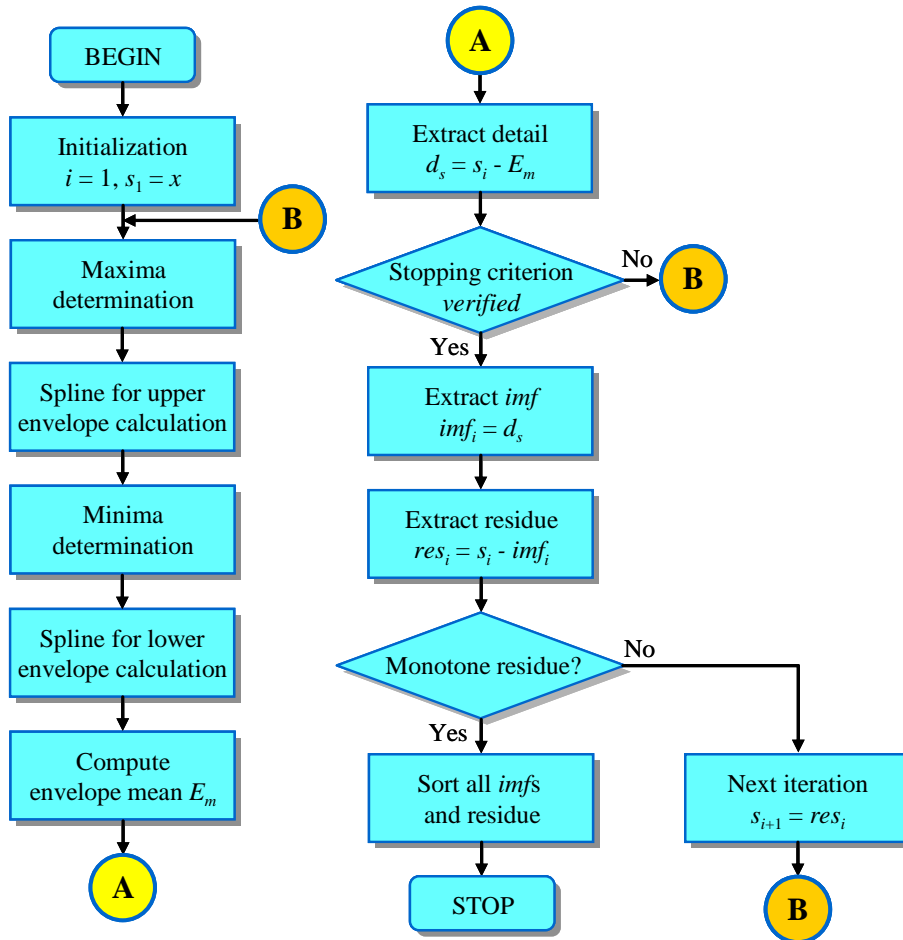 BEGIN
Initialization
i = 1, s₁ = x
B
Maxima
determination
Spline for upper
envelope calculation
Minima
determination
Spline for lower
envelope calculation
Compute
envelope mean Eₘ
A
A
Extract detail
dₛ = sᵢ - Eₘ
Stopping criterion
verified
No
B
Yes
Extract imf
imfᵢ = dₛ
Extract residue
resᵢ = sᵢ - imfᵢ
Monotone residue?
No
Yes
Sort all imfs
and residue
STOP
Next iteration
sᵢ₊₁ = resᵢ
B